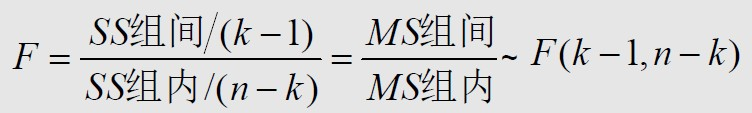 F = SS组间/(k−1) / SS组内/(n−k) = MS组间 / MS组内 ~ F(k−1,n−k)